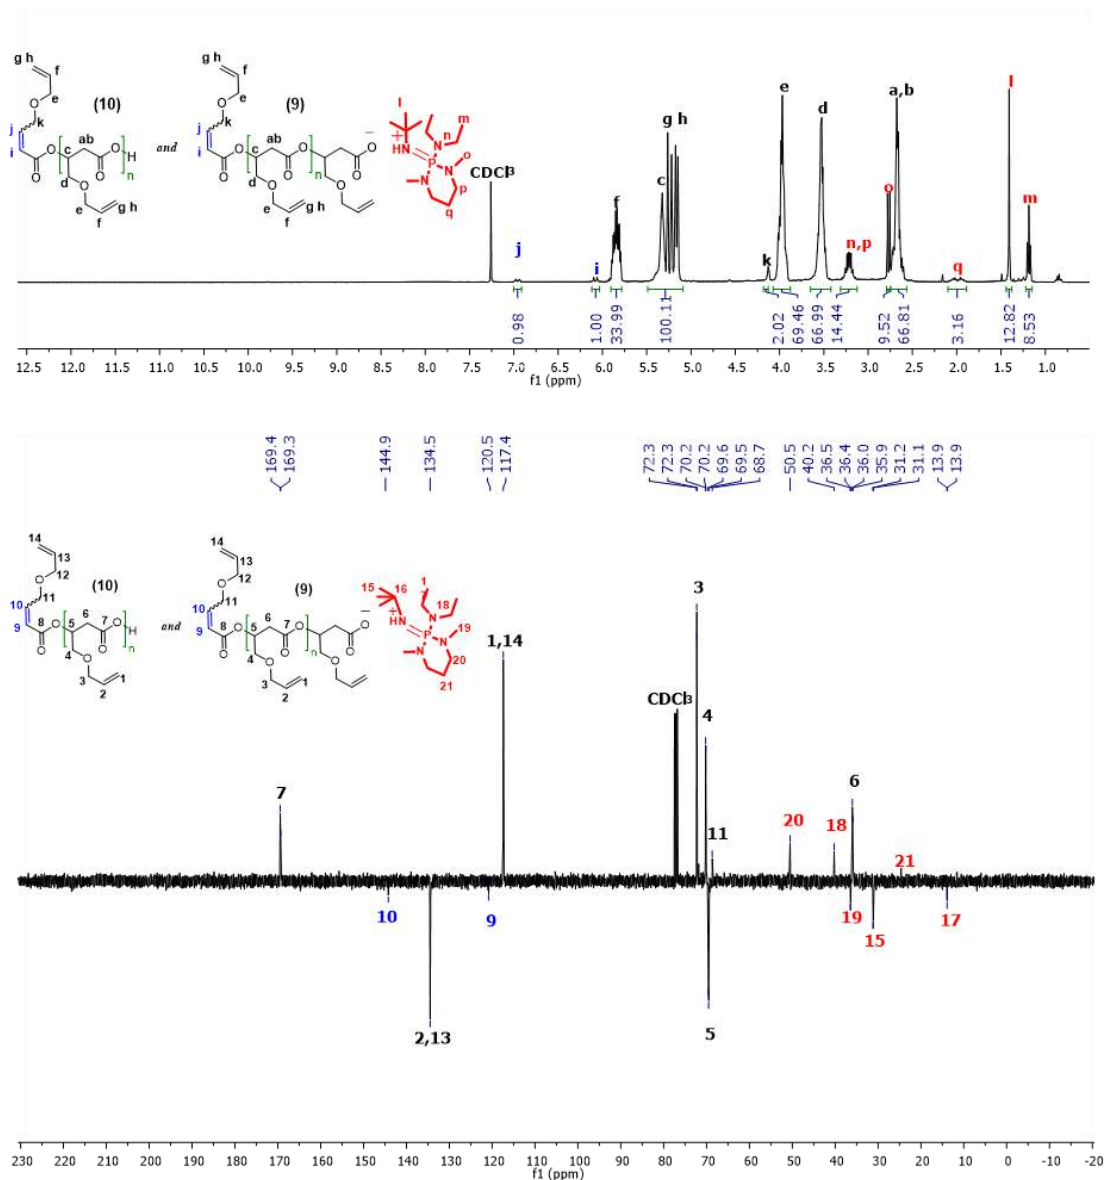 g h
f
e
O
(10)
j
k
i
O
O
ab
c
O
O
H
n
d
O
e
f
g h
and
g h
f
e
O
(9)
j
k
i
O
O
ab
c
O
O
O
O
−
n
d
O
O
e
f
g h
l
m
n
HN
+
P
N
N
N
o
p
q
CDCl3
j
i
f
c
g h
k
e
d
n,p
o
a,b
q
l
m
0.98
1.00
33.99
100.11
2.02
69.46
66.99
14.44
9.52
66.81
3.16
12.82
8.53
12.5 12.0 11.5 11.0 10.5 10.0 9.5 9.0 8.5 8.0 7.5 7.0 6.5 6.0 5.5 5.0 4.5 4.0 3.5 3.0 2.5 2.0 1.5 1.0
f1 (ppm)
169.4
169.3
144.9
134.5
120.5
117.4
72.3
72.3
70.2
70.2
69.6
69.5
68.7
50.5
40.2
36.5
36.4
36.0
35.9
31.2
31.1
13.9
13.9
14
13
12
O
(10)
10
11
9
8
O
O
6
5
7
O
O
H
n
4
O
3
2
1
and
14
13
12
O
(9)
10
11
9
8
O
O
6
5
7
O
O
O
O
−
n
4
O
O
3
2
1
15
16
1
18
HN
+
P
N
N
N
19
20
21
7
10
2,13
9
1,14
CDCl3
3
4
5
11
20
18
6
19
15
21
17
230 220 210 200 190 180 170 160 150 140 130 120 110 100 90 80 70 60 50 40 30 20 10 0 -10 -20
f1 (ppm)